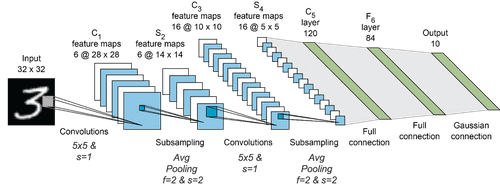 Input
32 x 32
C1
feature maps
6 @ 28 x 28
S2
feature maps
6 @ 14 x 14
C3
feature maps
16 @ 10 x 10
S4
feature maps
16 @ 5 x 5
C5
layer
120
F6
layer
84
Output
10
3
Convolutions
5x5 &
s=1
Subsampling
Avg
Pooling
f=2 & s=2
Convolutions
5x5 &
s=1
Subsampling
Avg
Pooling
f=2 & s=2
Full
connection
Full
connection
Gaussian
connection